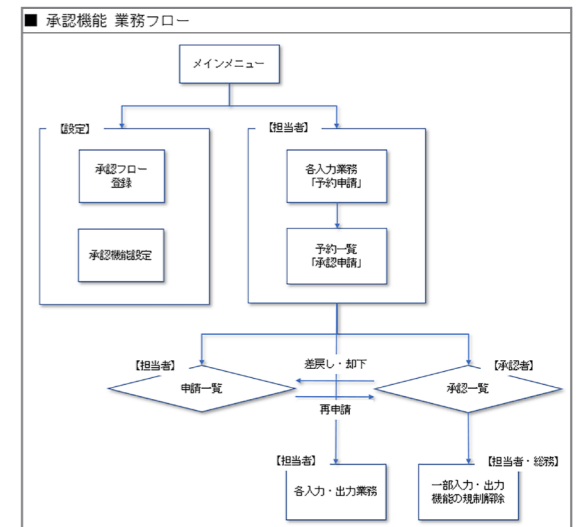 ■ 承認機能 業務フロー
メインメニュー
【設定】
【担当者】
承認フロー
登録
各入力業務
「予約申請」
承認機能設定
予約一覧
「承認申請」
【担当者】
差戻し・却下
【承認者】
申請一覧
承認一覧
再申請
【担当者】
【担当者・総務】
各入力・出力業務
一部入力・出力
機能の規制解除